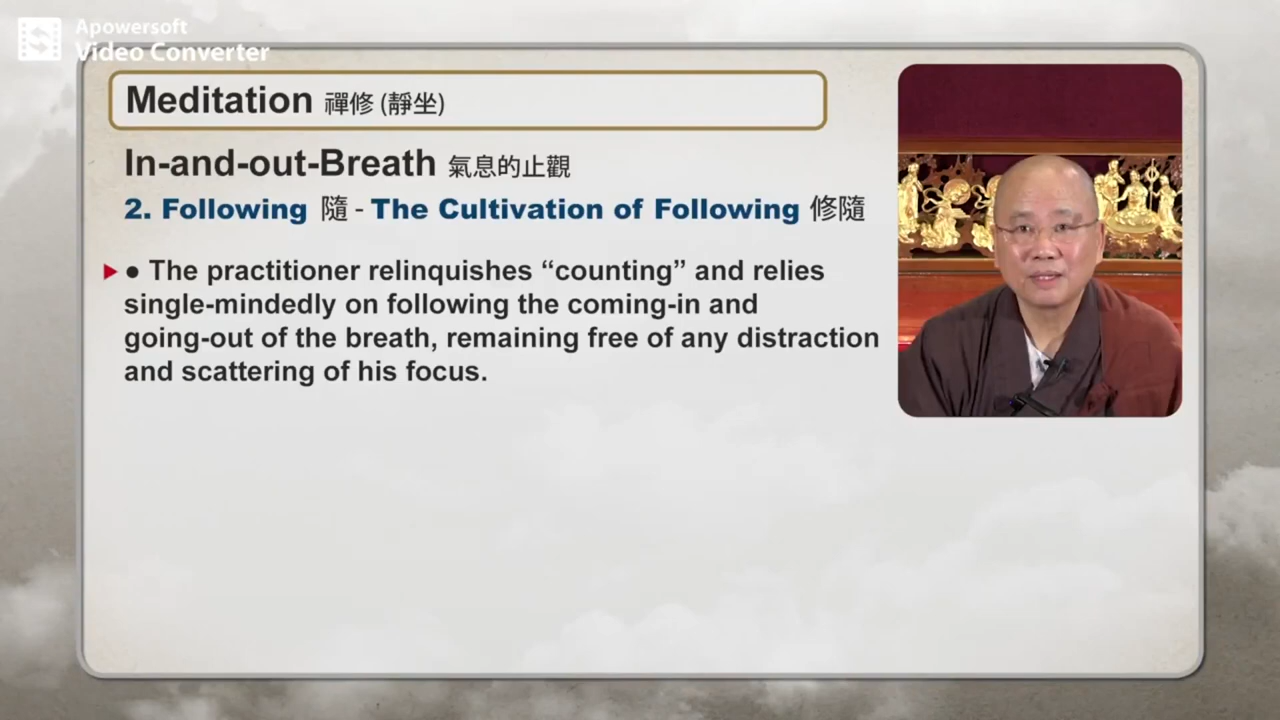 Apowersoft
Video Converter
Meditation 禪修 (靜坐)
In-and-out-Breath 氣息的止觀
2. Following 隨 - The Cultivation of Following 修隨
● The practitioner relinquishes “counting” and relies
single-mindedly on following the coming-in and
going-out of the breath, remaining free of any distraction
and scattering of his focus.